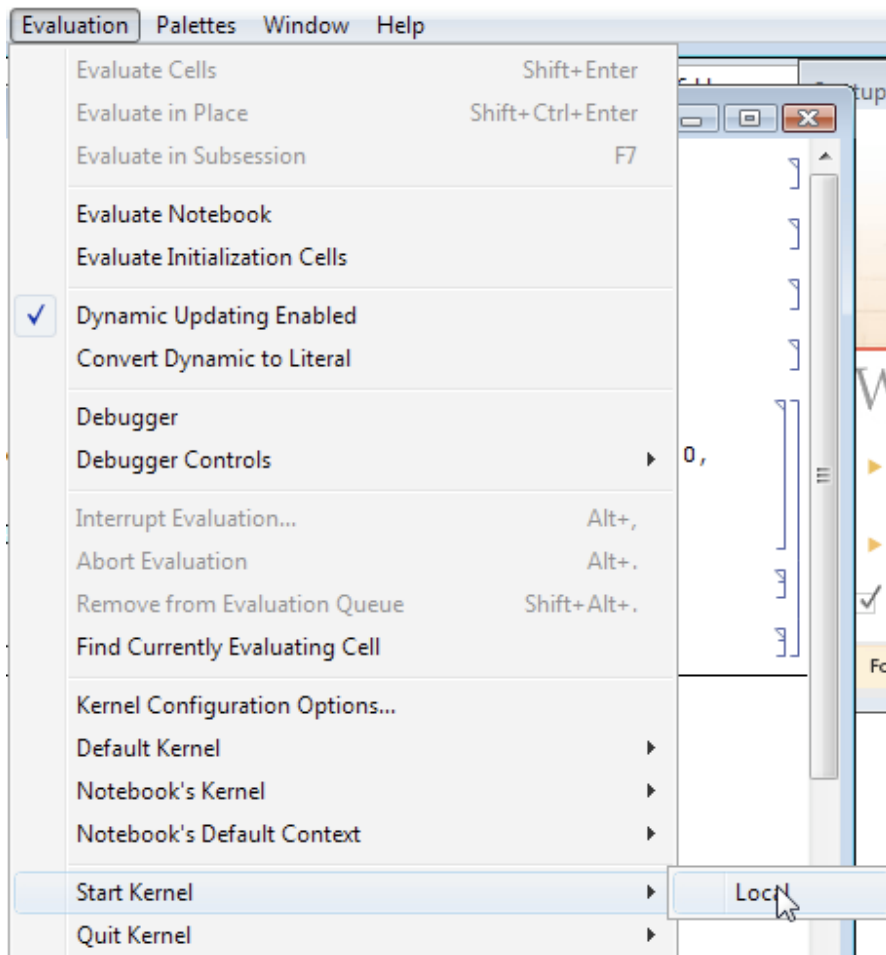 Evaluation Palettes Window Help
Evaluate Cells Shift+Enter
Evaluate in Place Shift+Ctrl+Enter
Evaluate in Subsession F7
Evaluate Notebook
Evaluate Initialization Cells
Dynamic Updating Enabled
Convert Dynamic to Literal
Debugger
Debugger Controls
0,
Interrupt Evaluation... Alt+,
Abort Evaluation Alt+.
Remove from Evaluation Queue Shift+Alt+.
Find Currently Evaluating Cell
Kernel Configuration Options...
Default Kernel
Notebook's Kernel
Notebook's Default Context
Start Kernel
Local
Quit Kernel